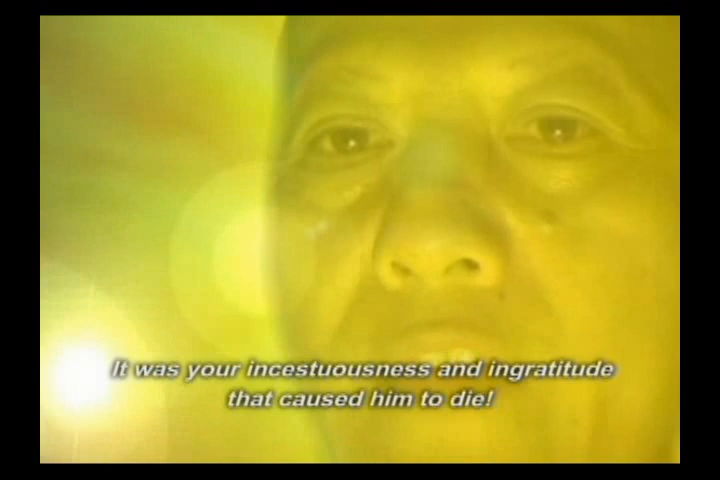 It was your incestuousness and ingratitude
that caused him to die!